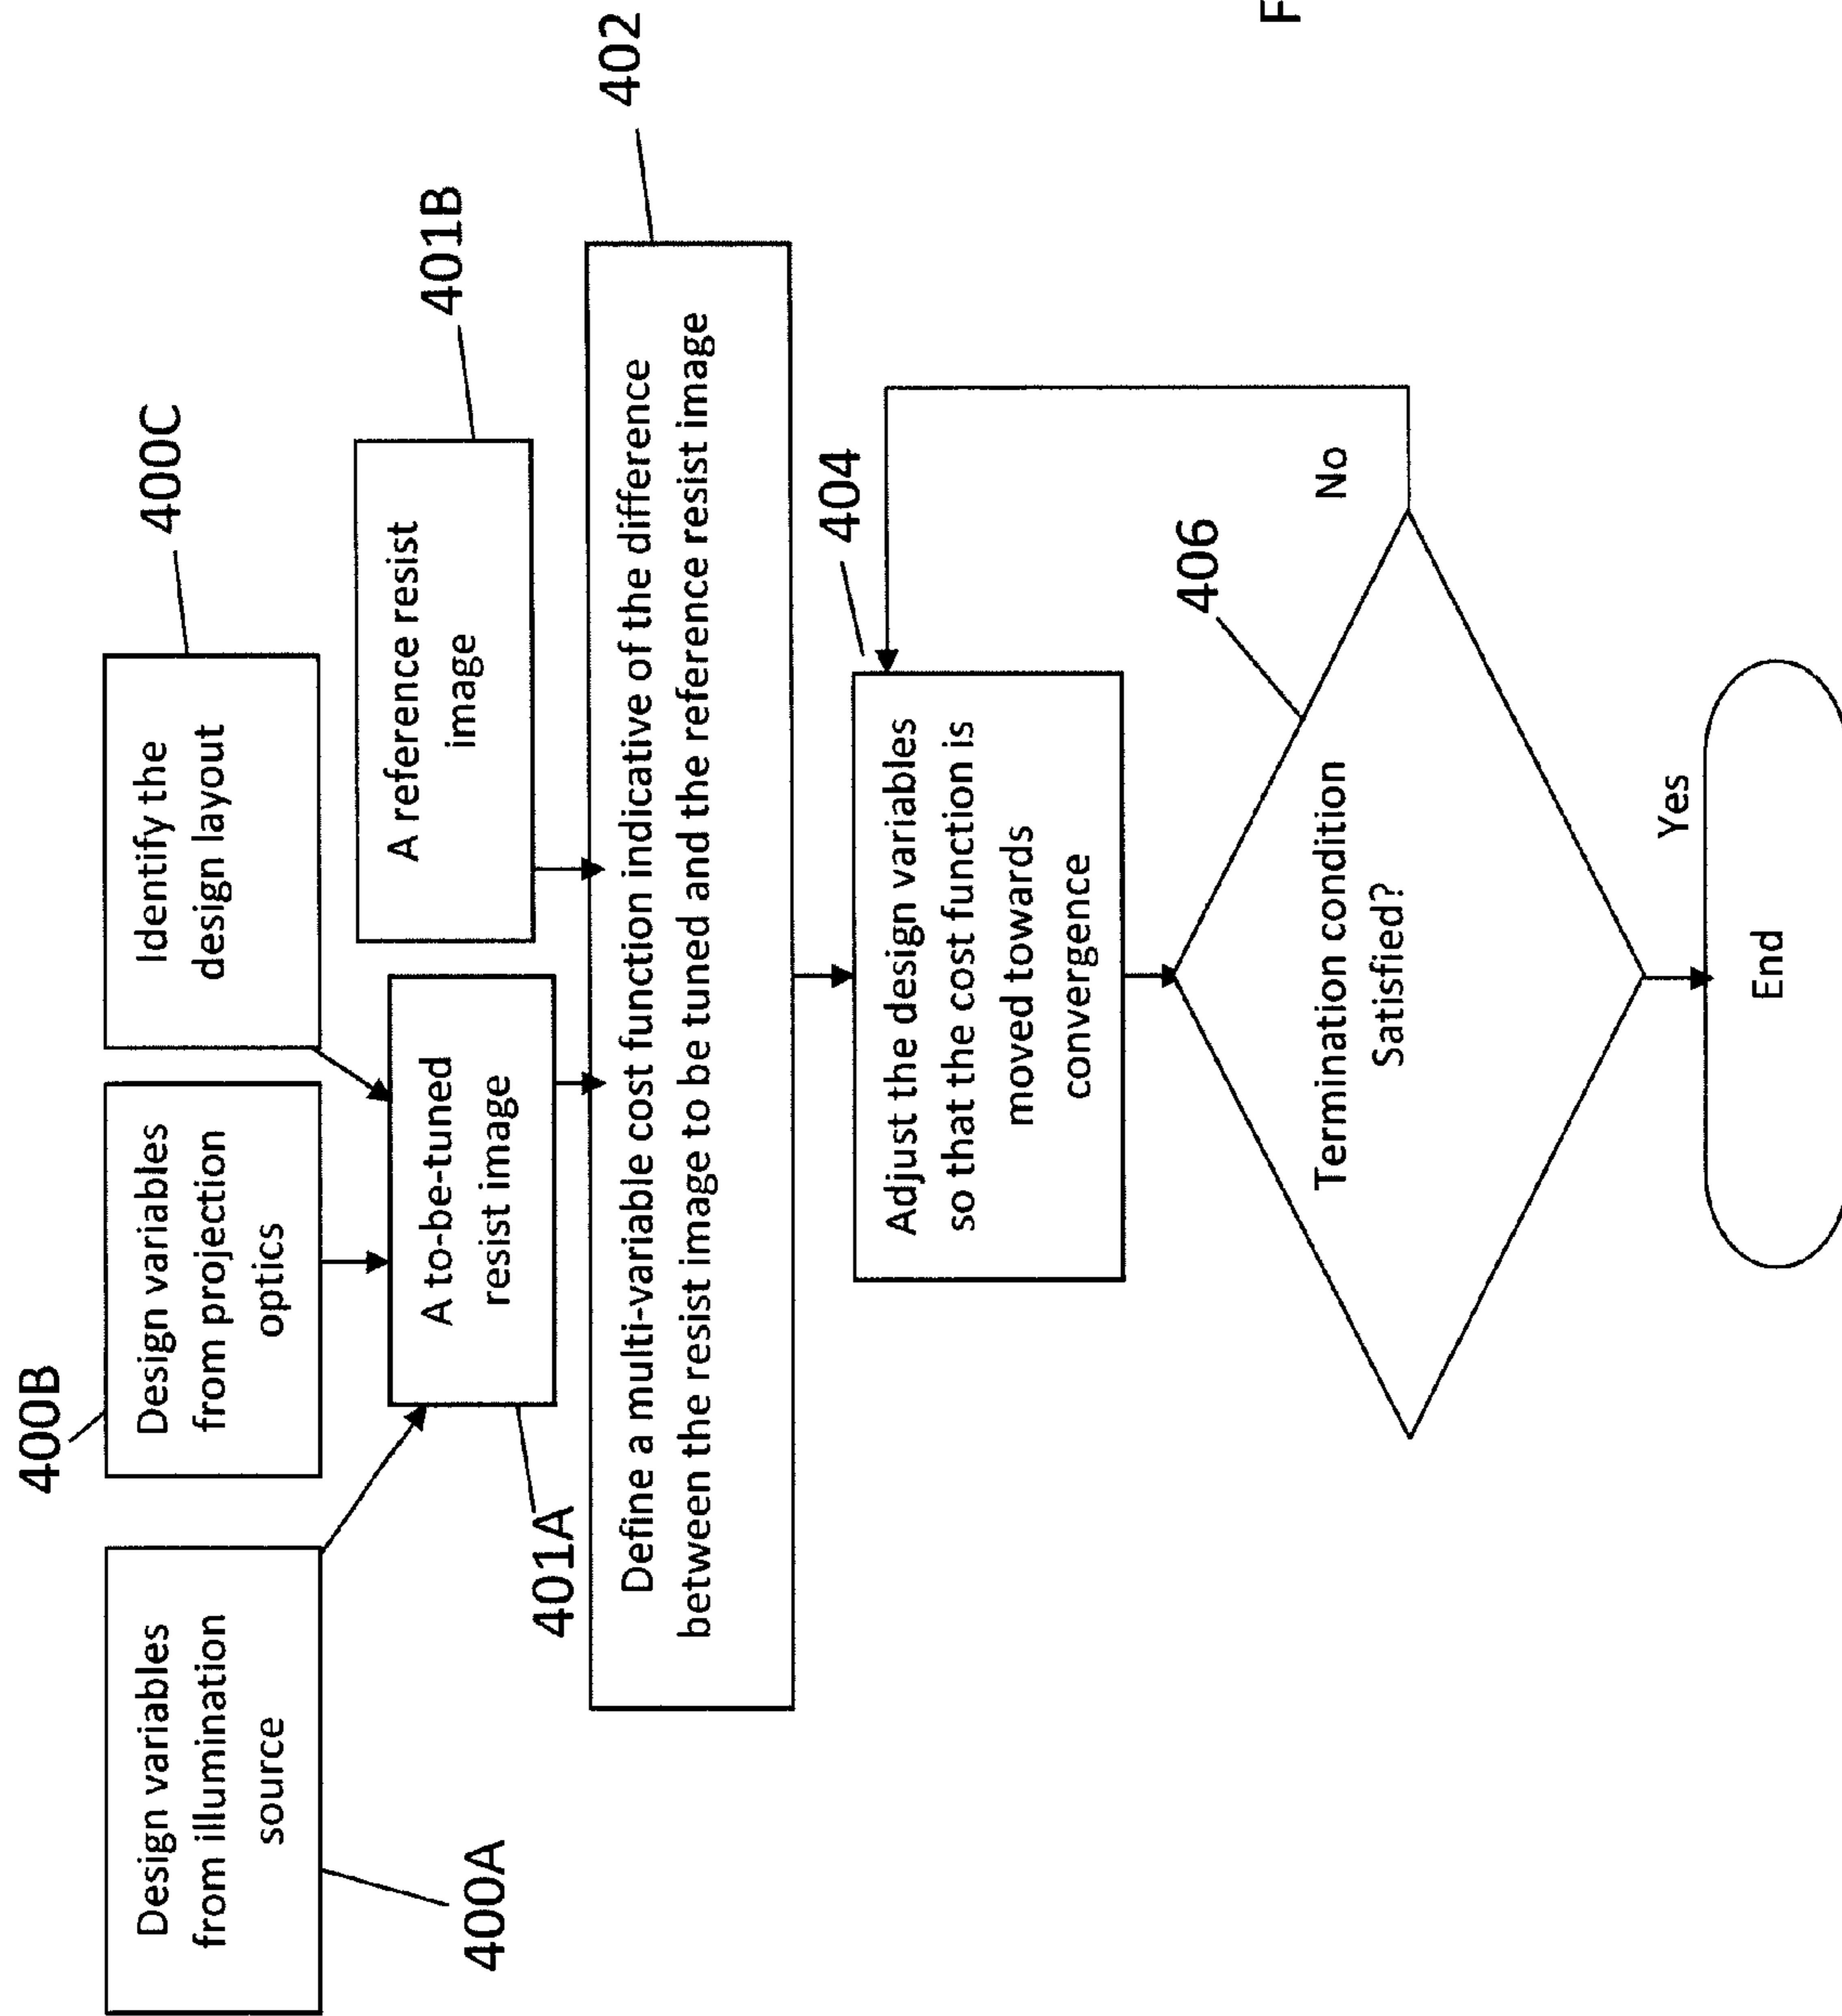 400B
400C
Design variables
from illumination
source
Design variables
from projection
optics
Identify the
design layout
400A
401A
A to-be-tuned
resist image
A reference resist
image
401B
Define a multi-variable cost function indicative of the difference
between the resist image to be tuned and the reference resist image
402
404
Adjust the design variables
so that the cost function is
moved towards
convergence
406
Termination condition
Satisfied?
No
Yes
End
F